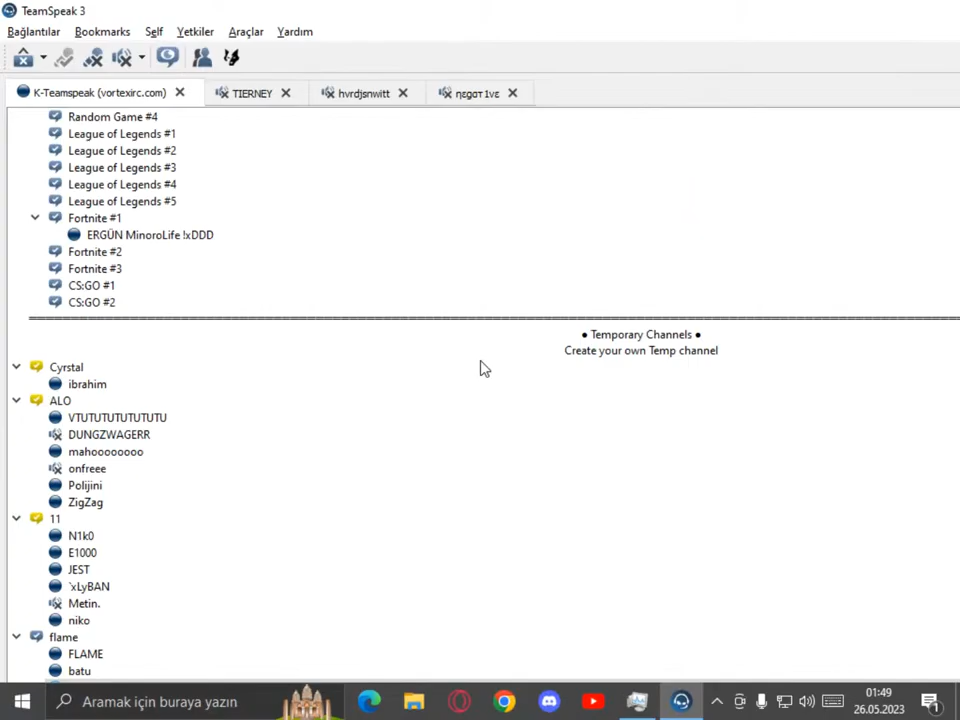 TeamSpeak 3
Bağlantılar Bookmarks Self Yetkiler Araçlar Yardım
K-Teamspeak (vortexirc.com) TIERNEY hvrdjsnwitt ηεgαт 1νε
Random Game #4
League of Legends #1
League of Legends #2
League of Legends #3
League of Legends #4
League of Legends #5
Fortnite #1
ERGÜN MinoroLife !xDDD
Fortnite #2
Fortnite #3
CS:GO #1
CS:GO #2
● Temporary Channels ●
Create your own Temp channel
Cyrstal
ibrahim
ALO
VTUTUTUTUTUTUTU
DUNGZWAGERR
mahoooooooo
onfreee
Polijini
ZigZag
11
N1k0
E1000
JEST
`xLyBAN
Metin.
niko
flame
FLAME
batu
Aramak için buraya yazın
01:49
26.05.2023
1